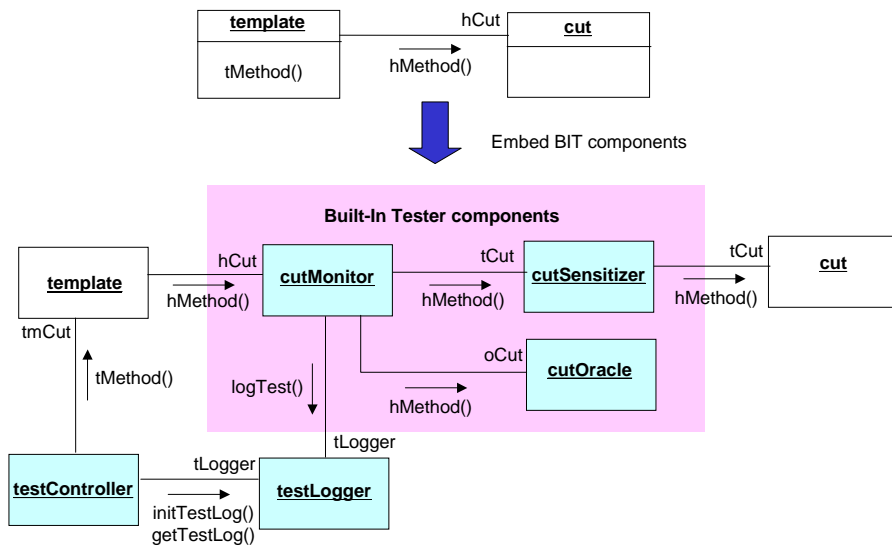 template
hCut
cut
tMethod()
hMethod()
Embed BIT components
Built-In Tester components
hCut
tCut
tCut
template
cutMonitor
cutSensitizer
cut
hMethod()
hMethod()
hMethod()
tmCut
oCut
tMethod()
logTest()
cutOracle
hMethod()
tLogger
tLogger
testController
testLogger
initTestLog()
getTestLog()